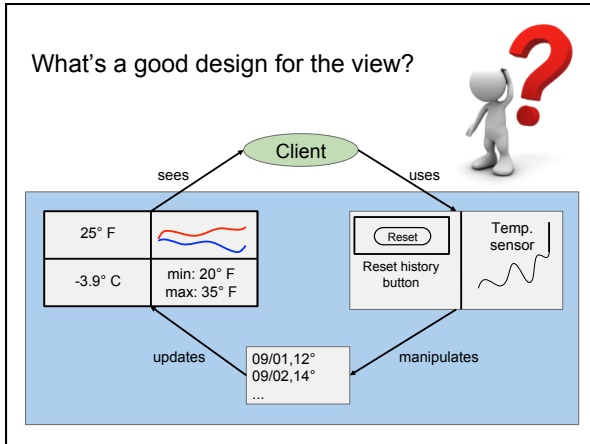 What's a good design for the view?
Client
sees
uses
25° F
-3.9° C
min: 20° F
max: 35° F
Reset
Reset history
button
Temp.
sensor
updates
manipulates
09/01,12°
09/02,14°
...